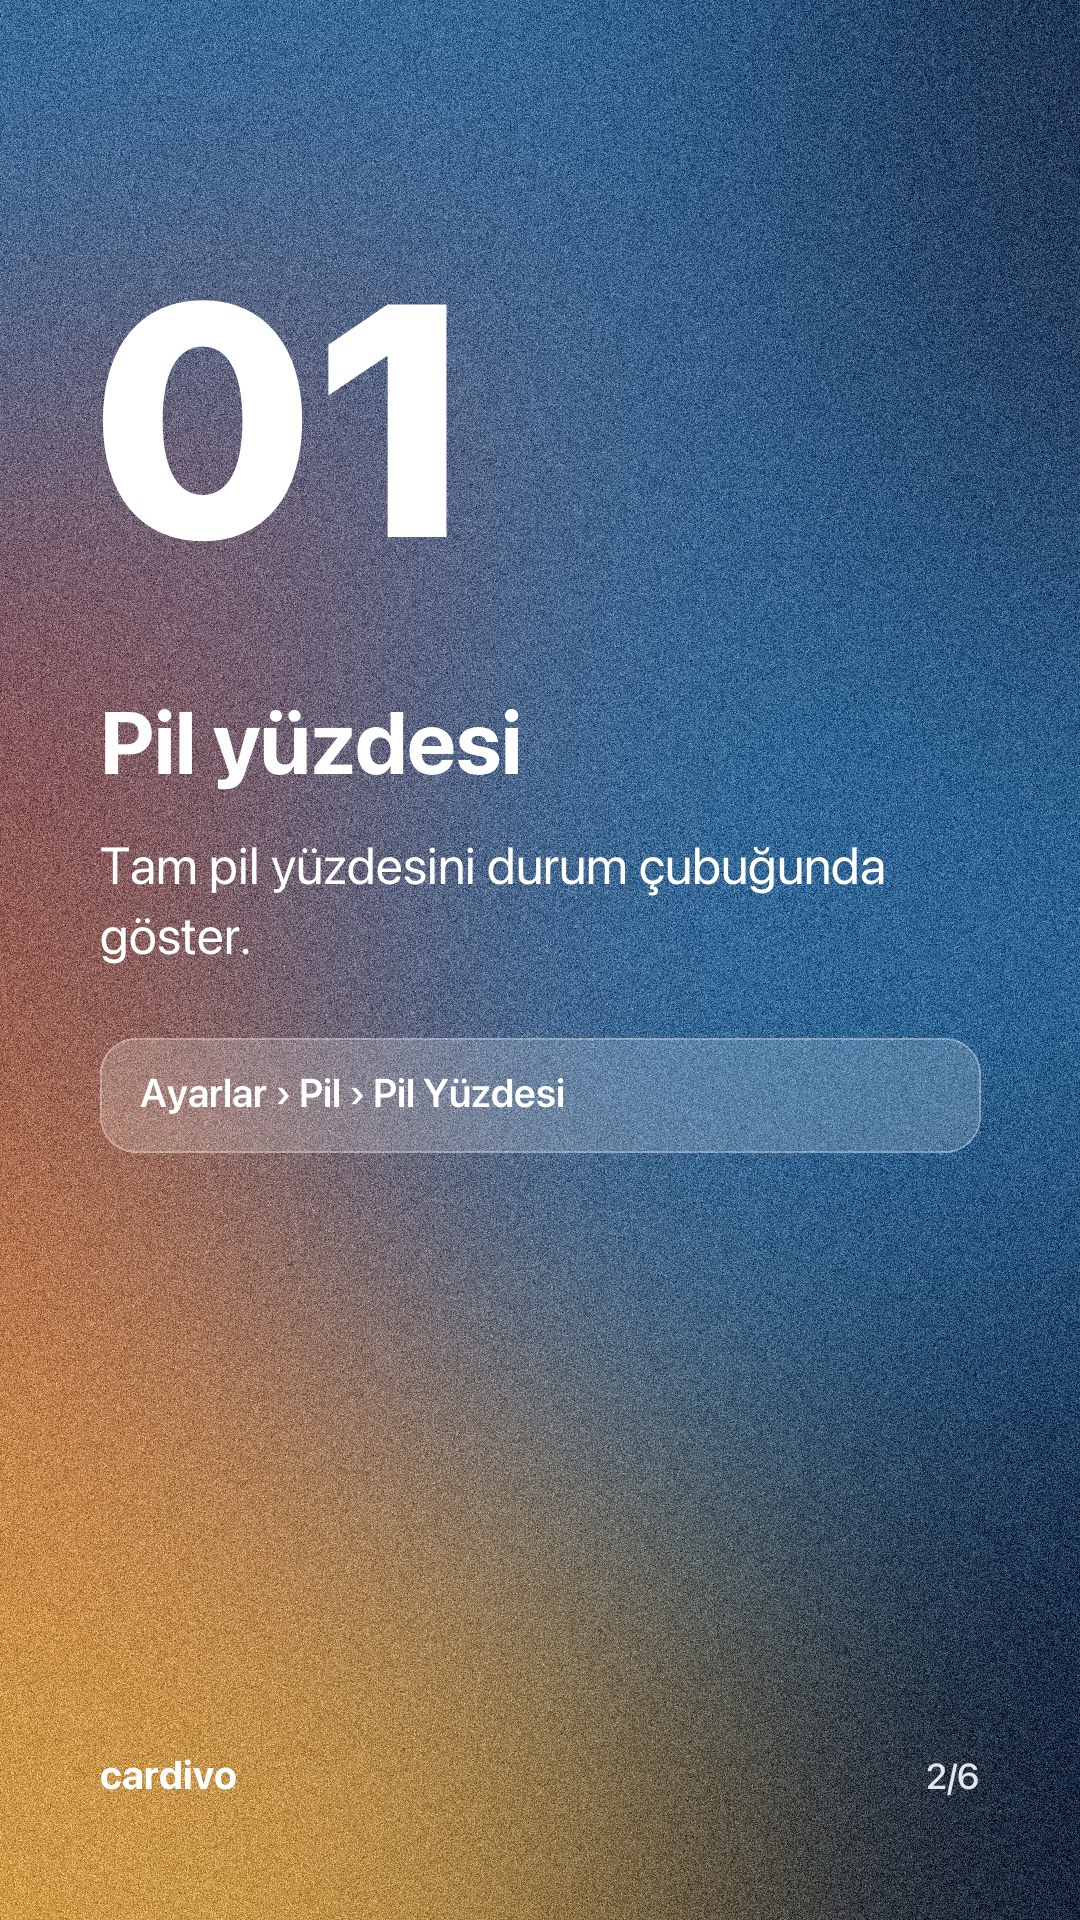 01
Pil yüzdesi
Tam pil yüzdesini durum çubuğunda
göster.
Ayarlar › Pil › Pil Yüzdesi
cardivo
2/6